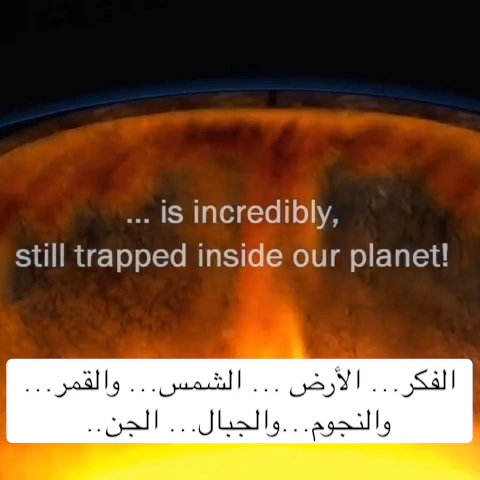 ... is incredibly,
still trapped inside our planet!
الفكر... الأرض ... الشمس... والقمر...
والنجوم...والجبال... الجن..